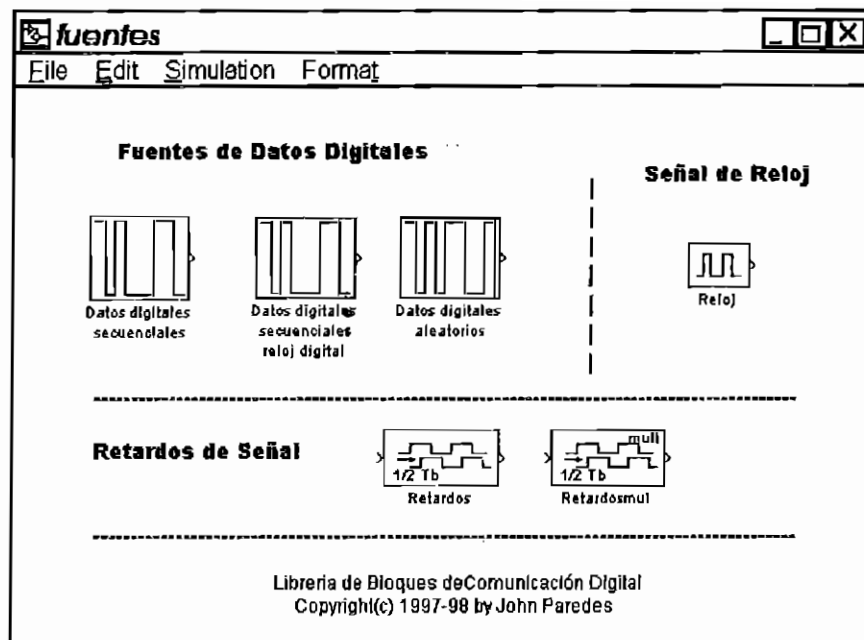 fuentes
File Edit Simulation Format
Fuentes de Datos Digitales
Señal de Reloj
Datos digitales
secuenciales
Datos digitales
secuenciales
reloj digital
Datos digitales
aleatorios
Reloj
Retardos de Señal
1/2 Tb
Retardos
mult
1/2 Tb
Retardosmul
Libreria de Bloques deComunicación Digital
Copyright(c) 1997-98 by John Paredes